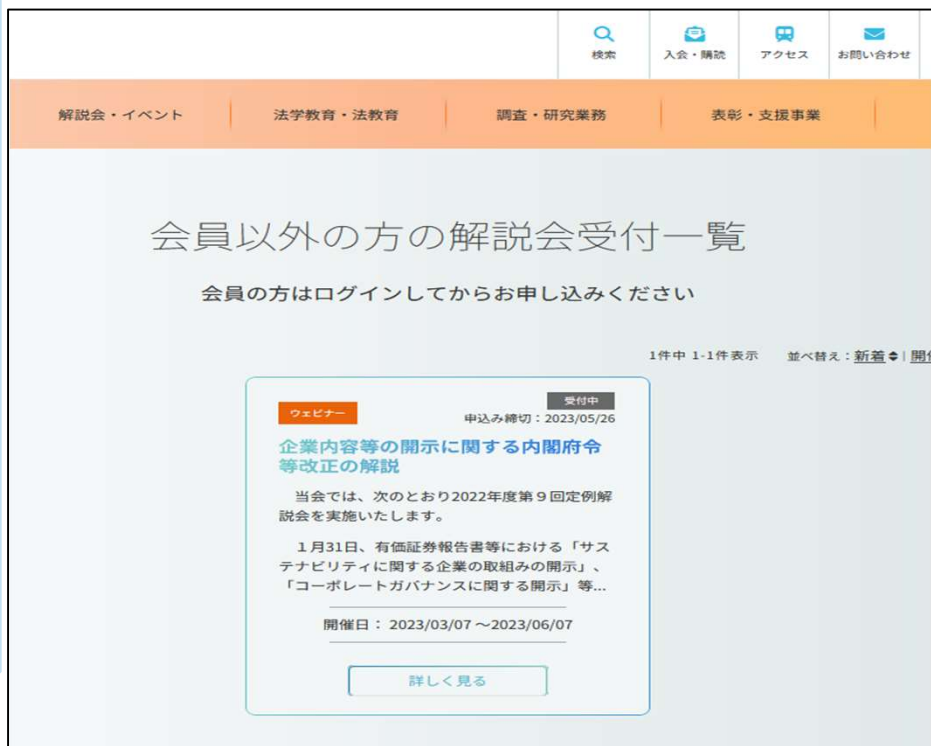 検索
入会・購読
アクセス
お問い合わせ
解説会・イベント
法学教育・法教育
調査・研究業務
表彰・支援事業
会員以外の方の解説会受付一覧
会員の方はログインしてからお申し込みください
1件中 1-1件表示 並べ替え：新着 | 開催
受付中
ウェビナー
申込み締切：2023/05/26
企業内容等の開示に関する内閣府令
等改正の解説
当会では、次のとおり2022年度第９回定例解
説会を実施いたします。
１月31日、有価証券報告書等における「サス
テナビリティに関する企業の取組みの開示」、
「コーポレートガバナンスに関する開示」等...
開催日： 2023/03/07 ～2023/06/07
詳しく見る